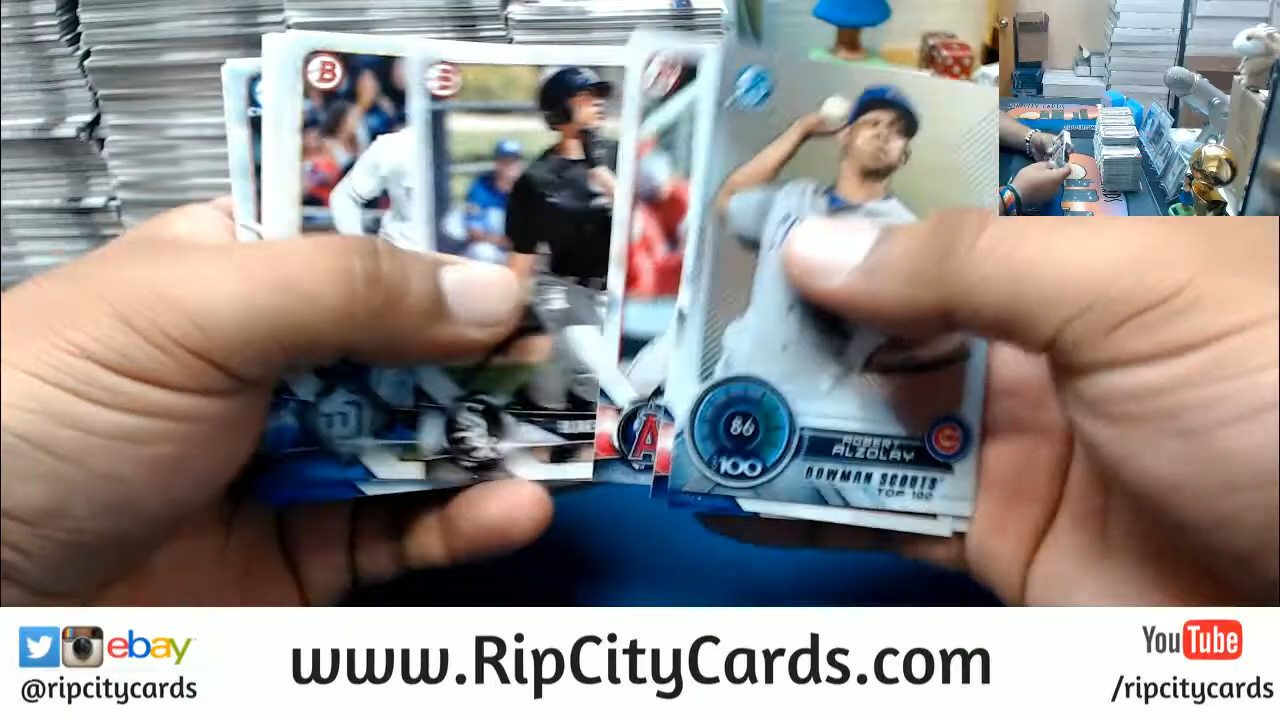 B
86
100
ROBERT
ALZOLAY
BOWMAN SCOUTS'
TOP 100
A
C
ebay
www.RipCityCards.com
YouTube
@ripcitycards
/ripcitycards